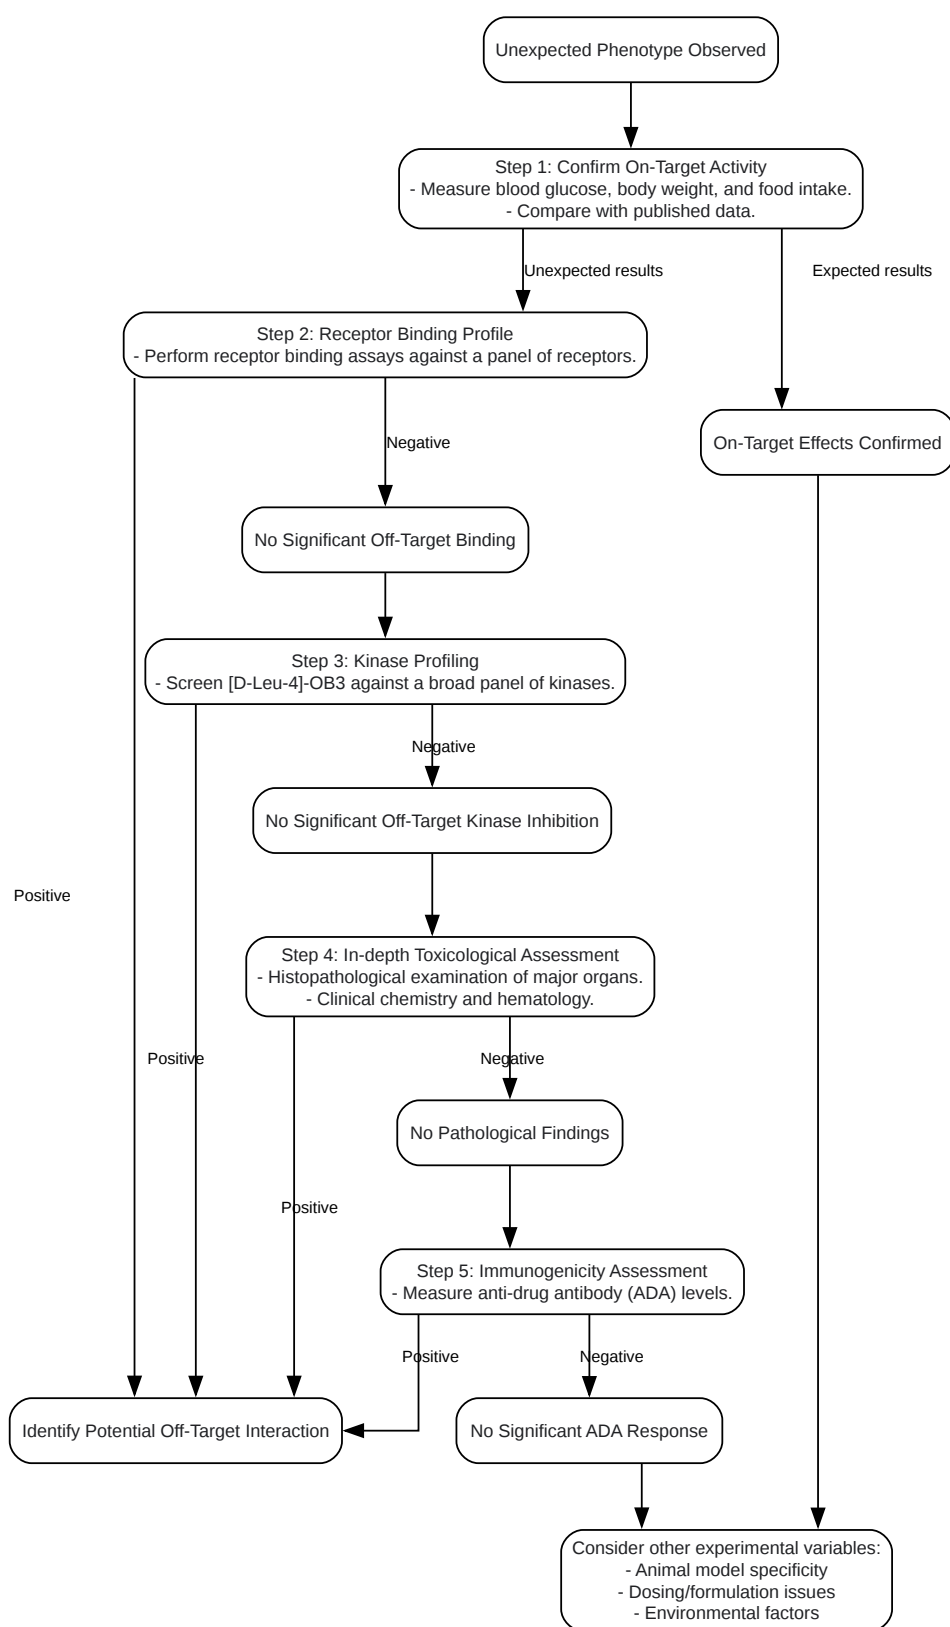 Unexpected Phenotype Observed
Step 1: Confirm On-Target Activity
- Measure blood glucose, body weight, and food intake.
- Compare with published data.
Unexpected results
Expected results
Step 2: Receptor Binding Profile
- Perform receptor binding assays against a panel of receptors.
Negative
On-Target Effects Confirmed
No Significant Off-Target Binding
Step 3: Kinase Profiling
- Screen [D-Leu-4]-OB3 against a broad panel of kinases.
Negative
No Significant Off-Target Kinase Inhibition
Positive
Step 4: In-depth Toxicological Assessment
- Histopathological examination of major organs.
- Clinical chemistry and hematology.
Positive
Negative
No Pathological Findings
Positive
Step 5: Immunogenicity Assessment
- Measure anti-drug antibody (ADA) levels.
Positive
Negative
Identify Potential Off-Target Interaction
No Significant ADA Response
Consider other experimental variables:
- Animal model specificity
- Dosing/formulation issues
- Environmental factors